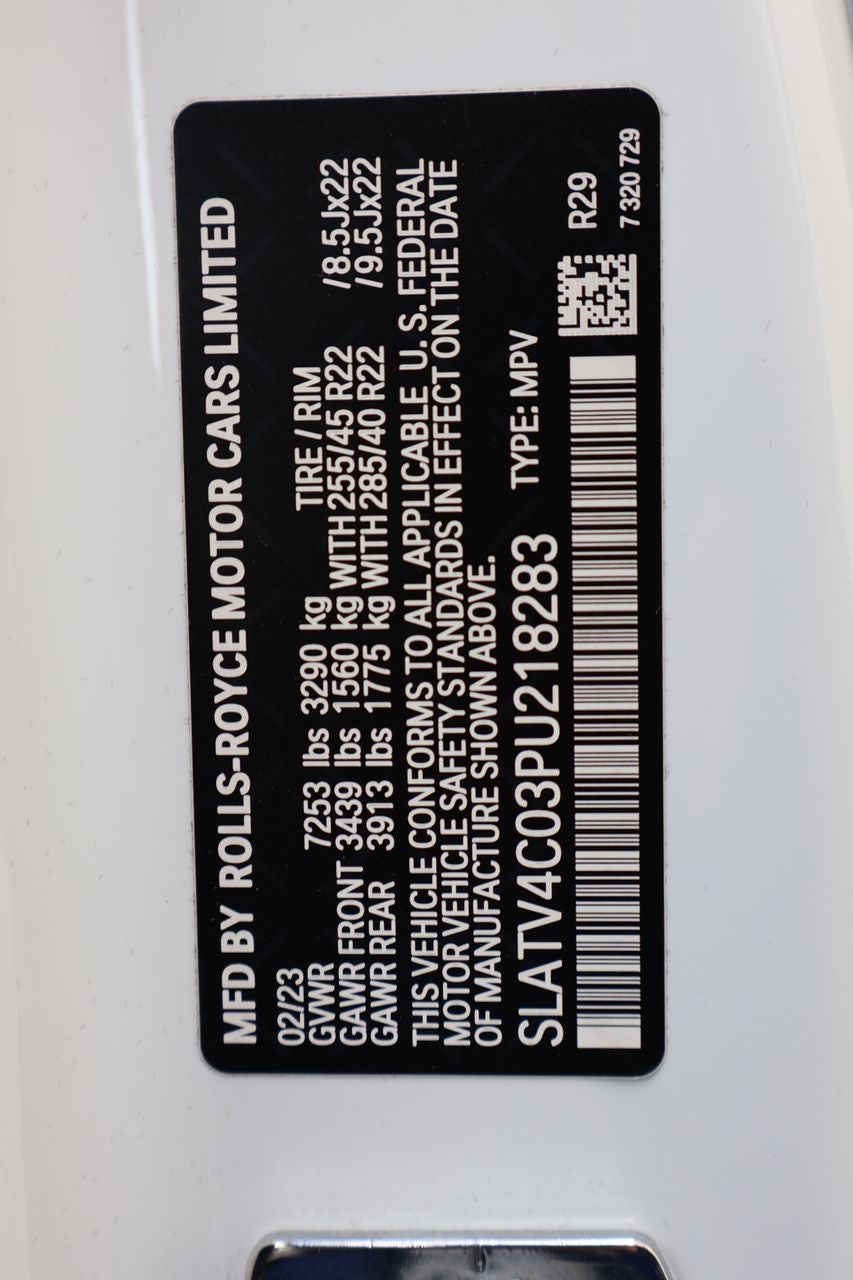 MFD BY ROLLS-ROYCE MOTOR CARS LIMITED
02/23 TIRE / RIM
GVWR 7253 lbs 3290 kg
GAWR FRONT 3439 lbs 1560 kg WITH 255/45 R22 / 8.5Jx22
GAWR REAR 3913 lbs 1775 kg WITH 285/40 R22 / 9.5Jx22
THIS VEHICLE CONFORMS TO ALL APPLICABLE U. S. FEDERAL
MOTOR VEHICLE SAFETY STANDARDS IN EFFECT ON THE DATE
OF MANUFACTURE SHOWN ABOVE.
SLATV4C03PU218283 TYPE: MPV
R29
7 320 729